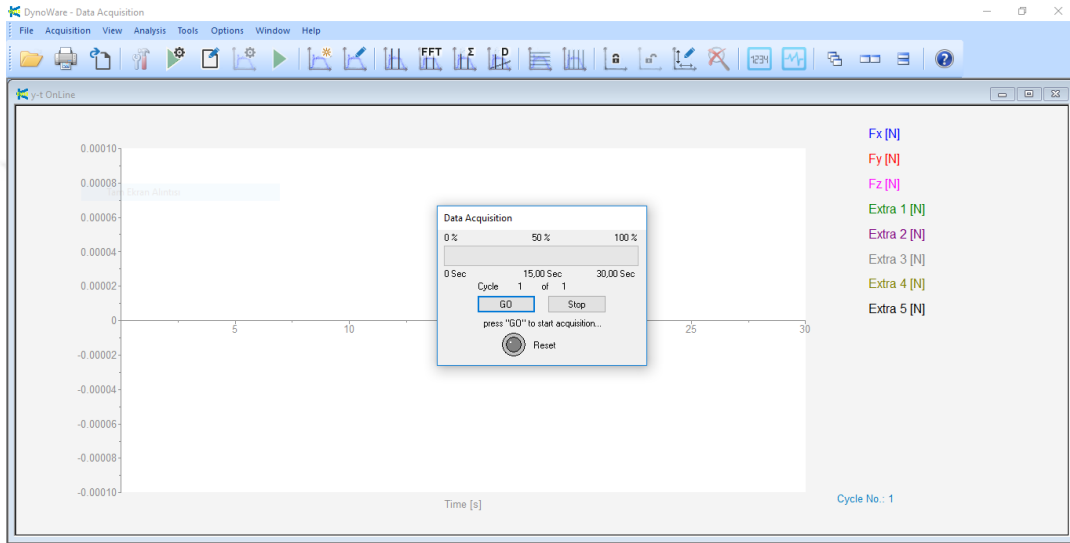 DynoWare - Data Acquisition
File Acquisition View Analysis Tools Options Window Help
FFT Σ D 1234 ?
y-t OnLine
0.00010
0.00008
0.00006
0.00004
0.00002
0
-0.00002
-0.00004
-0.00006
-0.00008
-0.00010
5 10 25 30
Time [s]
Data Acquisition
0 % 50 % 100 %
0 Sec 15,00 Sec 30,00 Sec
Cycle 1 of 1
GO Stop
press "GO" to start acquisition...
Reset
Fx [N]
Fy [N]
Fz [N]
Extra 1 [N]
Extra 2 [N]
Extra 3 [N]
Extra 4 [N]
Extra 5 [N]
Cycle No.: 1